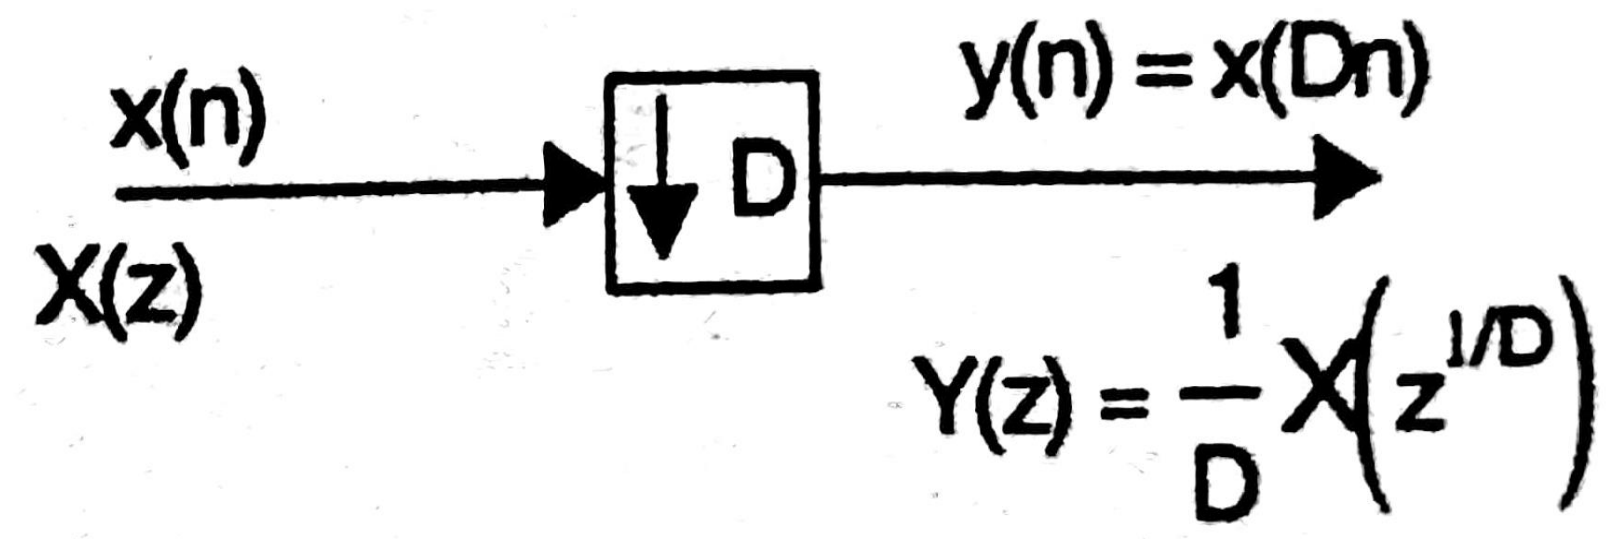 x(n)
X(z)
↓ D
y(n) = x(Dn)
Y(z) = 1/D X(z^{1/D})